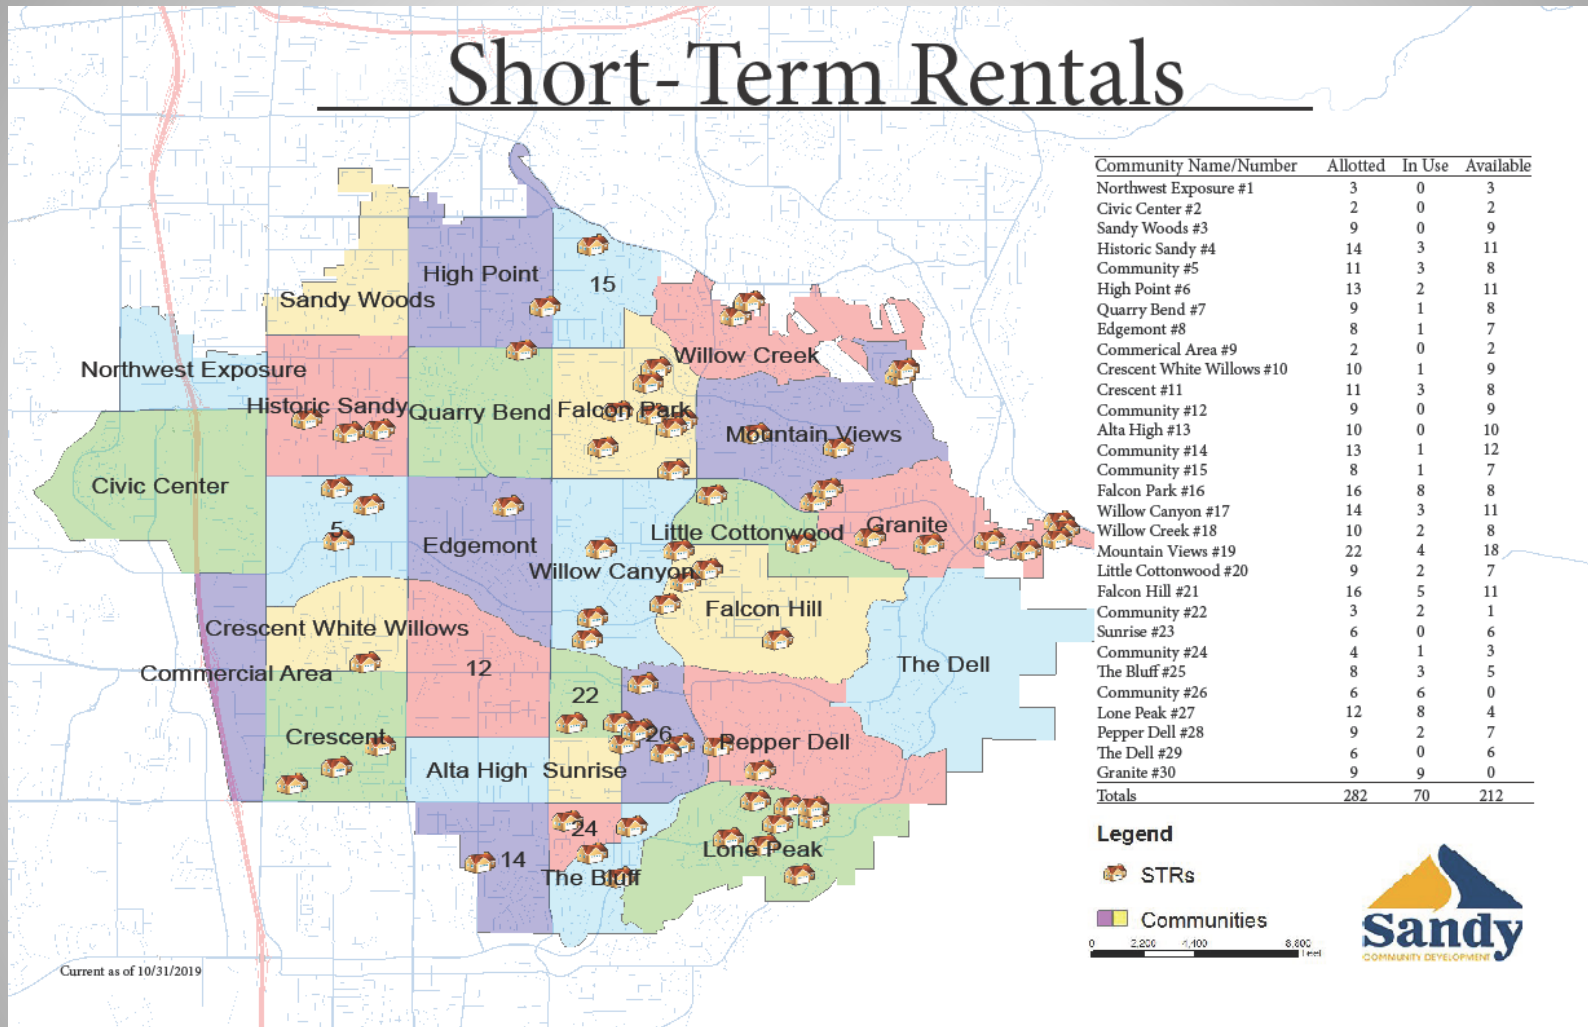 Short-Term Rentals
Community Name/Number Allotted In Use Available
Northwest Exposure #1 3 0 3
Civic Center #2 2 0 2
Sandy Woods #3 9 0 9
Historic Sandy #4 14 3 11
Community #5 11 3 8
High Point #6 13 2 11
Quarry Bend #7 9 1 8
Edgemont #8 8 1 7
Commerical Area #9 2 0 2
Crescent White Willows #10 10 1 9
Crescent #11 11 3 8
Community #12 9 0 9
Alta High #13 10 0 10
Community #14 13 1 12
Community #15 8 1 7
Falcon Park #16 16 8 8
Willow Canyon #17 14 3 11
Willow Creek #18 10 2 8
Mountain Views #19 22 4 18
Little Cottonwood #20 9 2 7
Falcon Hill #21 16 5 11
Community #22 3 2 1
Sunrise #23 6 0 6
Community #24 4 1 3
The Bluff #25 8 3 5
Community #26 6 6 0
Lone Peak #27 12 8 4
Pepper Dell #28 9 2 7
The Dell #29 6 0 6
Granite #30 9 9 0
Totals 282 70 212
High Point
15
Sandy Woods
Willow Creek
Northwest Exposure
Historic Sandy
Quarry Bend
Falcon Park
Mountain Views
Civic Center
5
Edgemont
Little Cottonwood
Granite
Willow Canyon
Falcon Hill
Crescent White Willows
Commercial Area
12
The Dell
22
26
Crescent
Pepper Dell
Alta High
Sunrise
24
14
Lone Peak
The Bluff
Legend
STRs
Communities
0 2,200 4,400 8,800
Feet
Sandy
COMMUNITY DEVELOPMENT
Current as of 10/31/2019